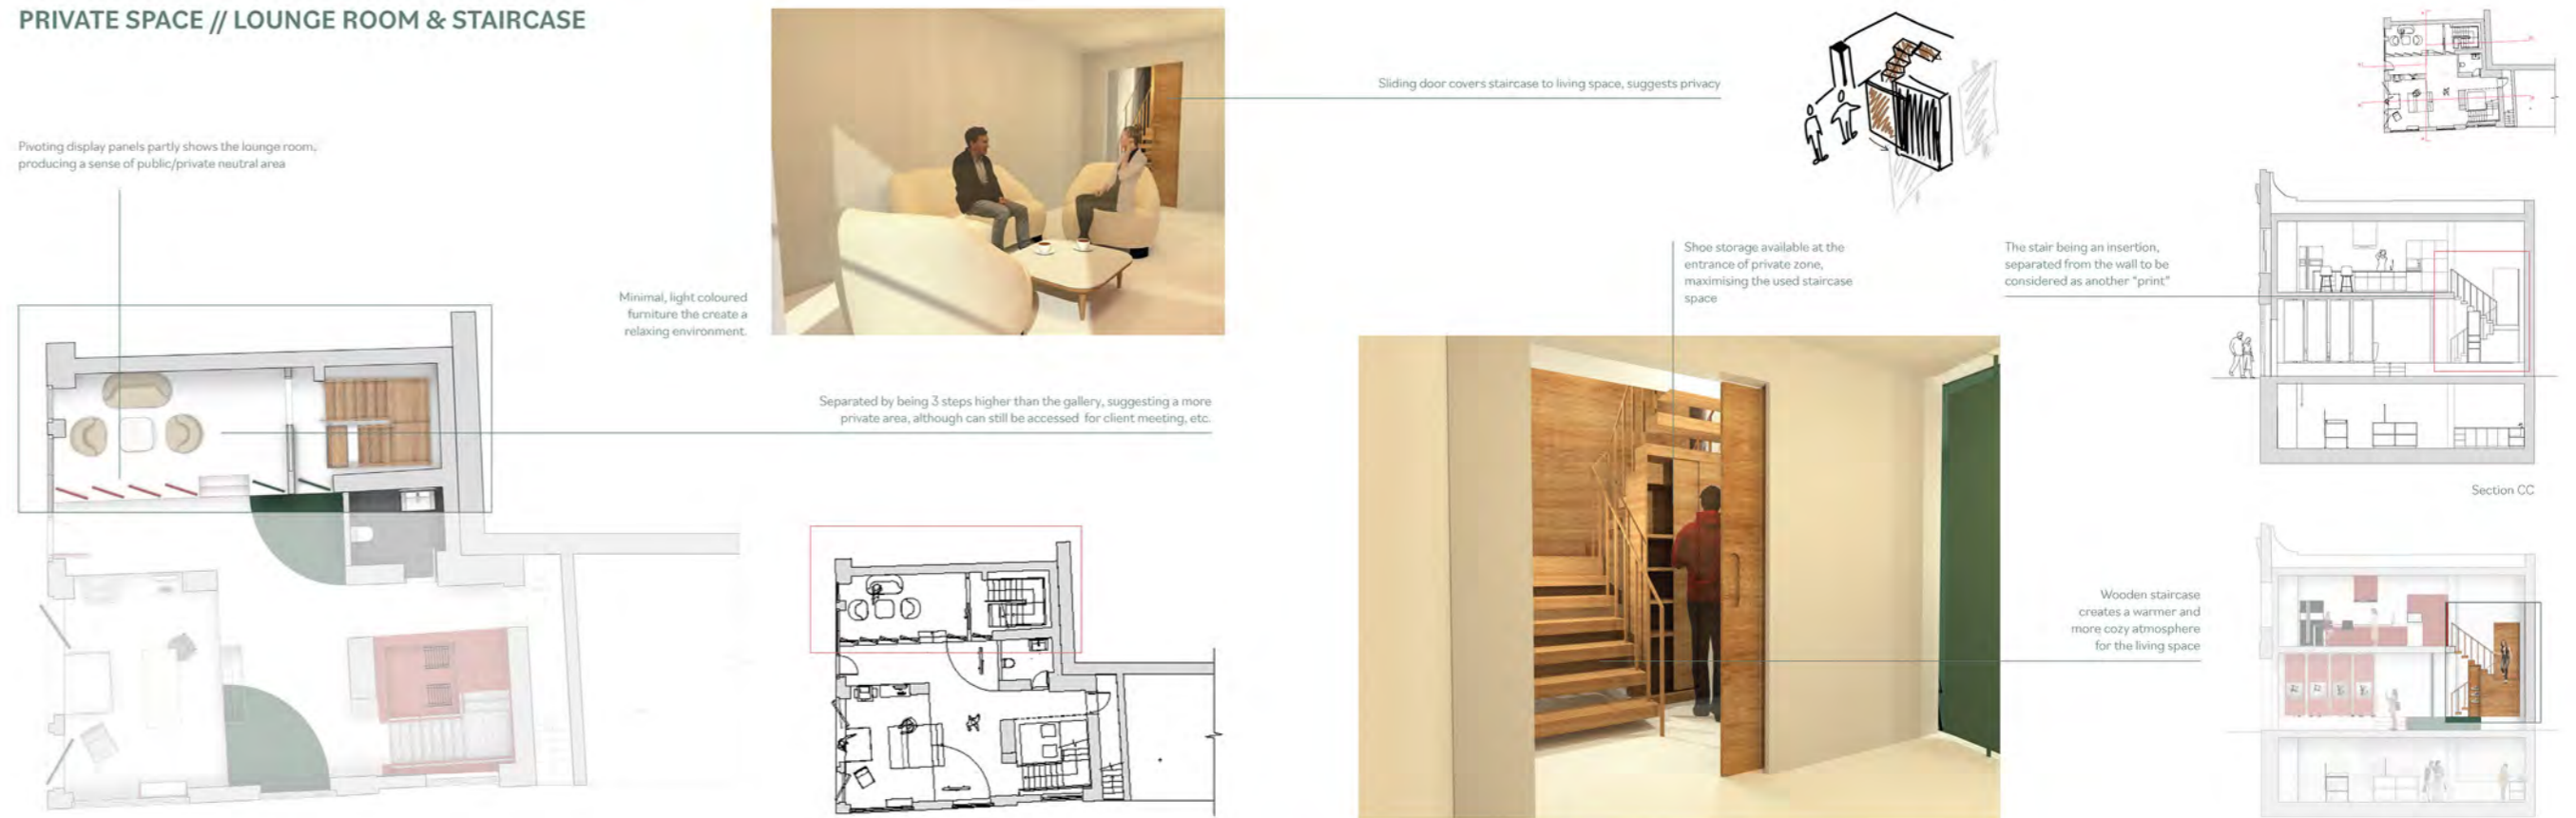 PRIVATE SPACE // LOUNGE ROOM & STAIRCASE
Pivoting display panels partly shows the lounge room,
producing a sense of public/private neutral area
Minimal, light coloured
furniture the create a
relaxing environment.
Separated by being 3 steps higher than the gallery, suggesting a more
private area, although can still be accessed for client meeting, etc.
Sliding door covers staircase to living space, suggests privacy
Shoe storage available at the
entrance of private zone,
maximising the used staircase
space
The stair being an insertion,
separated from the wall to be
considered as another "print"
Section CC
Wooden staircase
creates a warmer and
more cozy atmosphere
for the living space